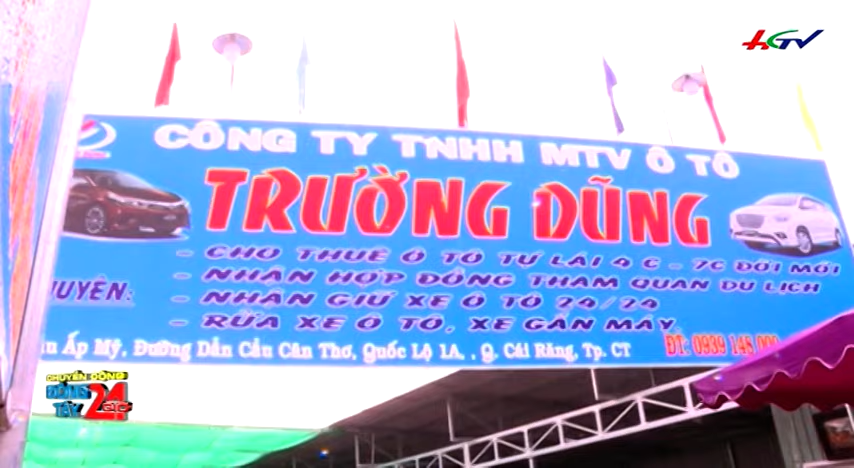 HGTV
CÔNG TY TNHH MTV Ô TÔ
TRƯỜNG DŨNG
- CHO THUÊ Ô TÔ TỰ LÁI 4 C - 7C ĐỜI MỚI
- NHẬN HỢP ĐỒNG THAM QUAN DU LỊCH
UYÊN:
- NHẬN GIỮ XE Ô TÔ 24/24
- RỬA XE Ô TÔ, XE GẮN MÁY
Ấp Mỹ, Đường Dẫn Cầu Cần Thơ, Quốc Lộ 1A, , Q. Cái Răng, Tp. CT
ĐT: 0939 148
CHUYỂN ĐỘNG
ĐÔNG TÂY 24 GIỜ